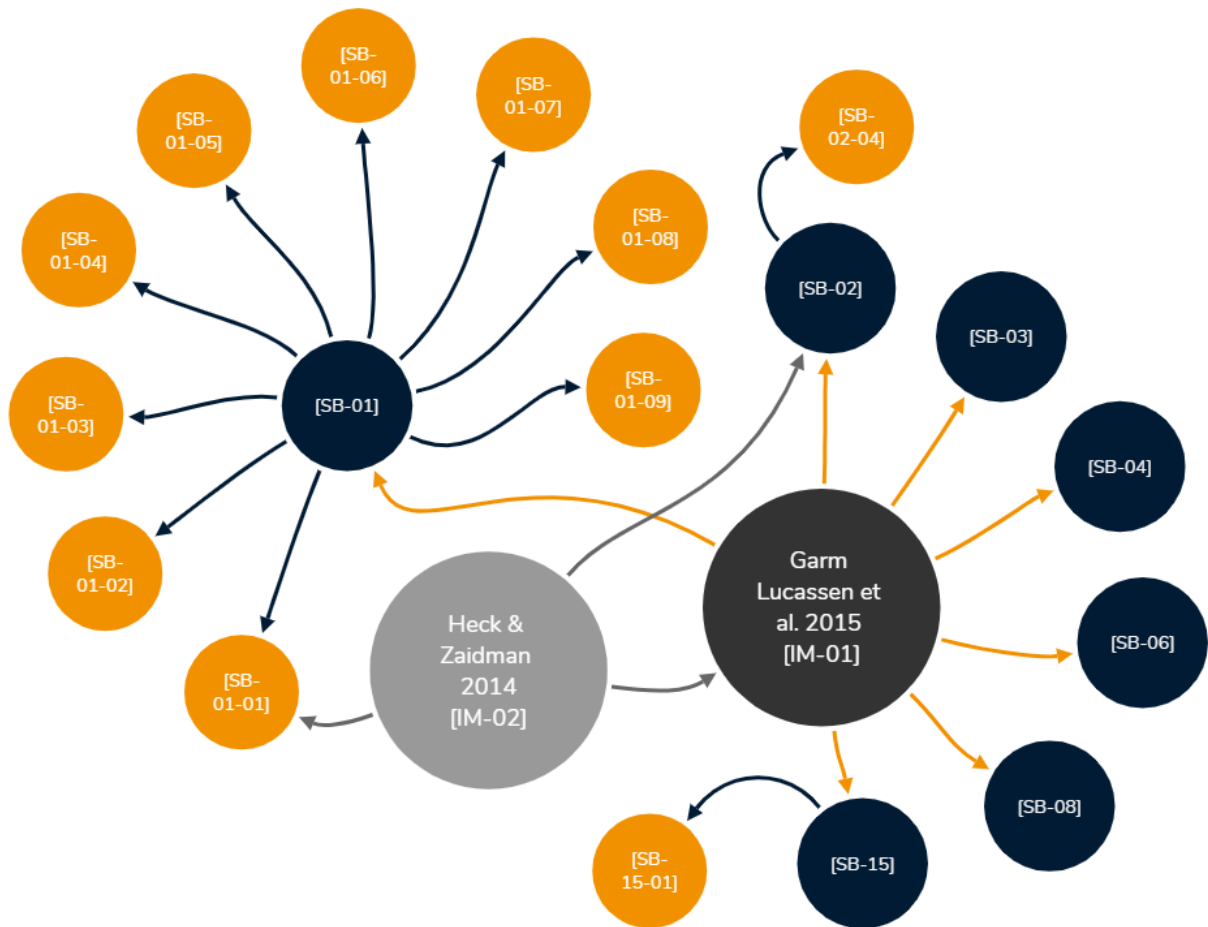 [SB-
01-06]
[SB-
01-07]
[SB-
01-05]
[SB-
02-04]
[SB-
01-08]
[SB-
01-04]
[SB-02]
[SB-03]
[SB-
01-09]
[SB-01]
[SB-
01-03]
[SB-04]
[SB-
01-02]
Garm
Lucassen et
al. 2015
[IM-01]
[SB-06]
Heck &
Zaidman
2014
[IM-02]
[SB-
01-01]
[SB-08]
[SB-
15-01]
[SB-15]